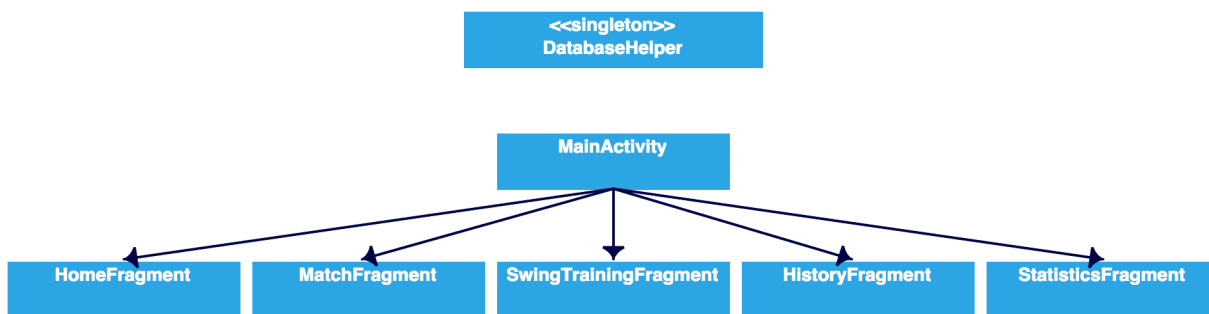 <<singleton>>
DatabaseHelper
MainActivity
HomeFragment
MatchFragment
SwingTrainingFragment
HistoryFragment
StatisticsFragment